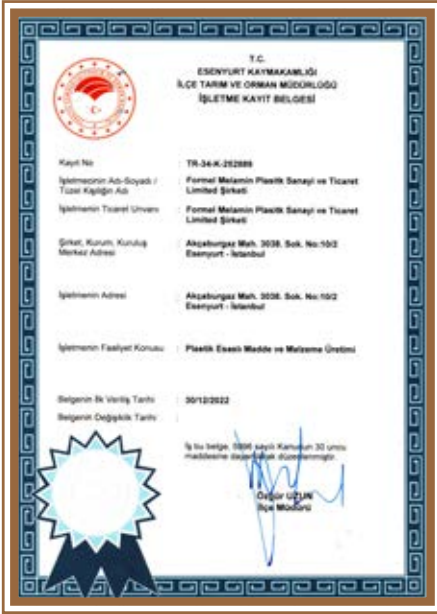 T.C.
ESENYURT KAYMAKAMLIĞI
İLÇE TARIM VE ORMAN MÜDÜRLÜĞÜ
İŞLETME KAYIT BELGESİ
Kayıt No : TR-34-K-252889
İşletmecinin Adı-Soyadı / : Formel Melamin Plasitk Sanayi ve Ticaret
Tüzel Kişiliğin Adı Limited Şirketi
İşletmenin Ticaret Unvanı : Formel Melamin Plasitk Sanayi ve Ticaret
Limited Şirketi
Şirket, Kurum, Kuruluş : Akçaburgaz Mah. 3038. Sok. No:10/2
Merkez Adresi Esenyurt - İstanbul
İşletmenin Adresi : Akçaburgaz Mah. 3038. Sok. No:10/2
Esenyurt - İstanbul
İşletmenin Faaliyet Konusu : Plastik Esaslı Madde ve Malzeme Üretimi
Belgenin İlk Veriliş Tarihi : 30/12/2022
Belgenin Değişiklik Tarihi :
İş bu belge, 5996 sayılı Kanunun 30 uncu
maddesine dayanılarak düzenlenmiştir.
Özgür UZUN
İlçe Müdürü